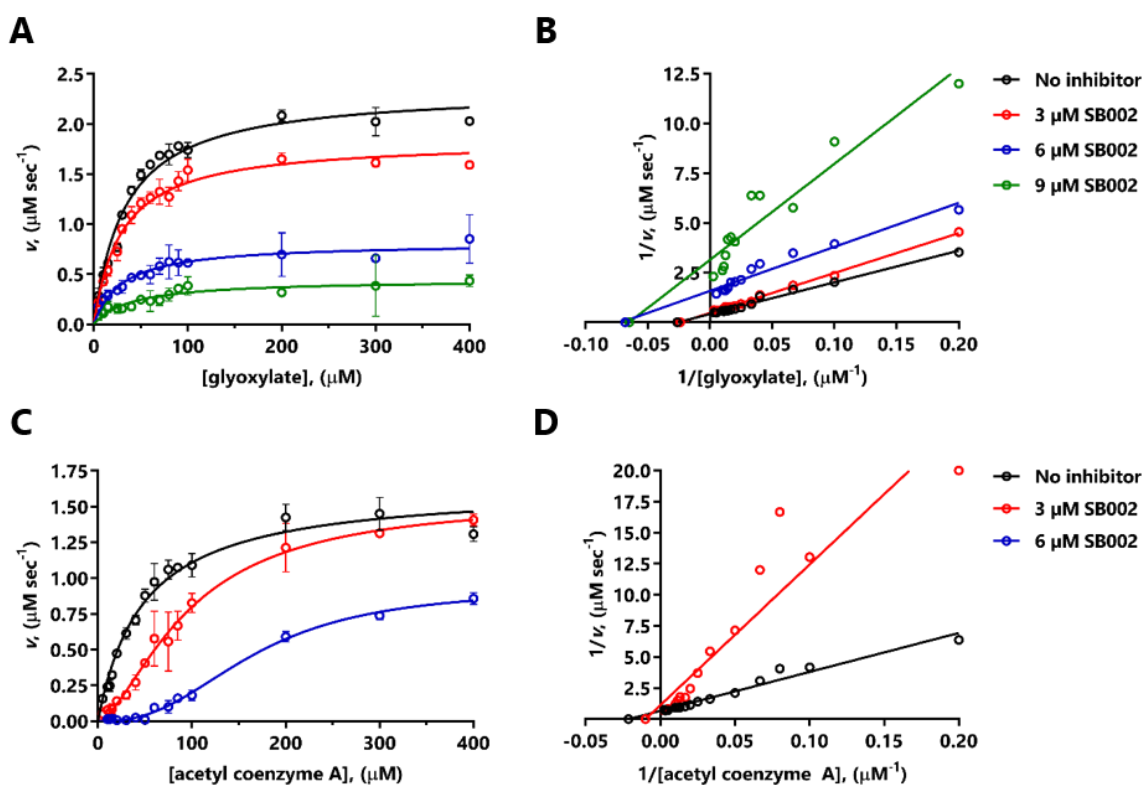 A
v, (μM sec⁻¹)
2.5
2.0
1.5
1.0
0.5
0.0
0
100
200
300
400
[glyoxylate], (μM)
B
1/v, (μM sec⁻¹)
12.5
10.0
7.5
5.0
2.5
-0.10
-0.05
0.00
0.05
0.10
0.15
0.20
1/[glyoxylate], (μM⁻¹)
No inhibitor
3 μM SB002
6 μM SB002
9 μM SB002
C
v, (μM sec⁻¹)
1.75
1.50
1.25
1.00
0.75
0.50
0.25
0.00
0
100
200
300
400
[acetyl coenzyme A], (μM)
D
1/v, (μM sec⁻¹)
20.0
17.5
15.0
12.5
10.0
7.5
5.0
2.5
-0.05
0.00
0.05
0.10
0.15
0.20
1/[acetyl coenzyme A], (μM⁻¹)
No inhibitor
3 μM SB002
6 μM SB002